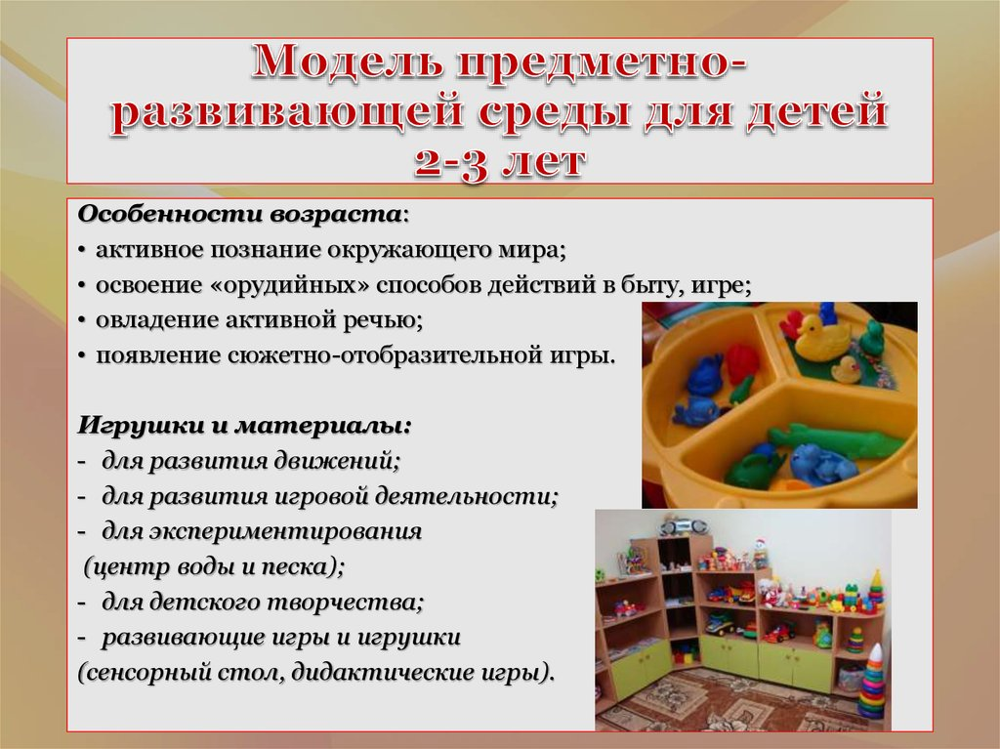 Модель предметно-
развивающей среды для детей
2-3 лет
Особенности возраста:
• активное познание окружающего мира;
• освоение «орудийных» способов действий в быту, игре;
• овладение активной речью;
• появление сюжетно-отобразительной игры.
Игрушки и материалы:
- для развития движений;
- для развития игровой деятельности;
- для экспериментирования
(центр воды и песка);
- для детского творчества;
- развивающие игры и игрушки
(сенсорный стол, дидактические игры).